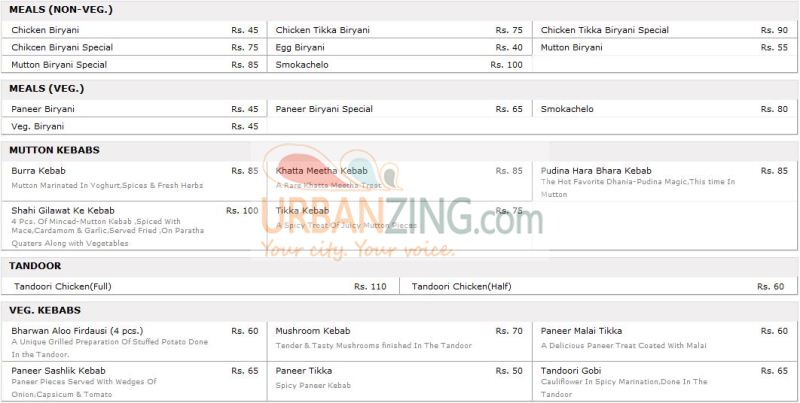 MEALS (NON-VEG.)
Chicken Biryani Rs. 45 Chicken Tikka Biryani Rs. 75 Chicken Tikka Biryani Special Rs. 90
Chikcen Biryani Special Rs. 75 Egg Biryani Rs. 40 Mutton Biryani Rs. 55
Mutton Biryani Special Rs. 85 Smokachelo Rs. 100
MEALS (VEG.)
Paneer Biryani Rs. 45 Paneer Biryani Special Rs. 65 Smokachelo Rs. 80
Veg. Biryani Rs. 45
MUTTON KEBABS
Burra Kebab Rs. 85 Khatta Meetha Kebab Rs. 85 Pudina Hara Bhara Kebab Rs. 85
Mutton Marinated In Yoghurt,Spices & Fresh Herbs A Rare Khatta Meetha Treat The Hot Favorite Dhania-Pudina Magic,This time In
Mutton
Shahi Gilawat Ke Kebab Rs. 100 Tikka Kebab Rs. 75
4 Pcs. Of Minced-Mutton Kebab ,Spiced With
Mace,Cardamom & Garlic,Served Fried ,On Paratha A Spicy Treat Of Juicy Mutton Pieces
Quaters Along with Vegetables
URBANZING.com
Your city. Your voice.
TANDOOR
Tandoori Chicken(Full) Rs. 110 Tandoori Chicken(Half) Rs. 60
VEG. KEBABS
Bharwan Aloo Firdausi (4 pcs.) Rs. 60 Mushroom Kebab Rs. 70 Paneer Malai Tikka Rs. 60
A Unique Grilled Preparation Of Stuffed Potato Done Tender & Tasty Mushrooms finished In The Tandoor A Delicious Paneer Treat Coated With Malai
In the Tandoor.
Paneer Sashlik Kebab Rs. 65 Paneer Tikka Rs. 50 Tandoori Gobi Rs. 65
Paneer Pieces Served With Wedges Of Spicy Paneer Kebab Cauliflower In Spicy Marination,Done In The
Onion,Capsicum & Tomato Tandoor